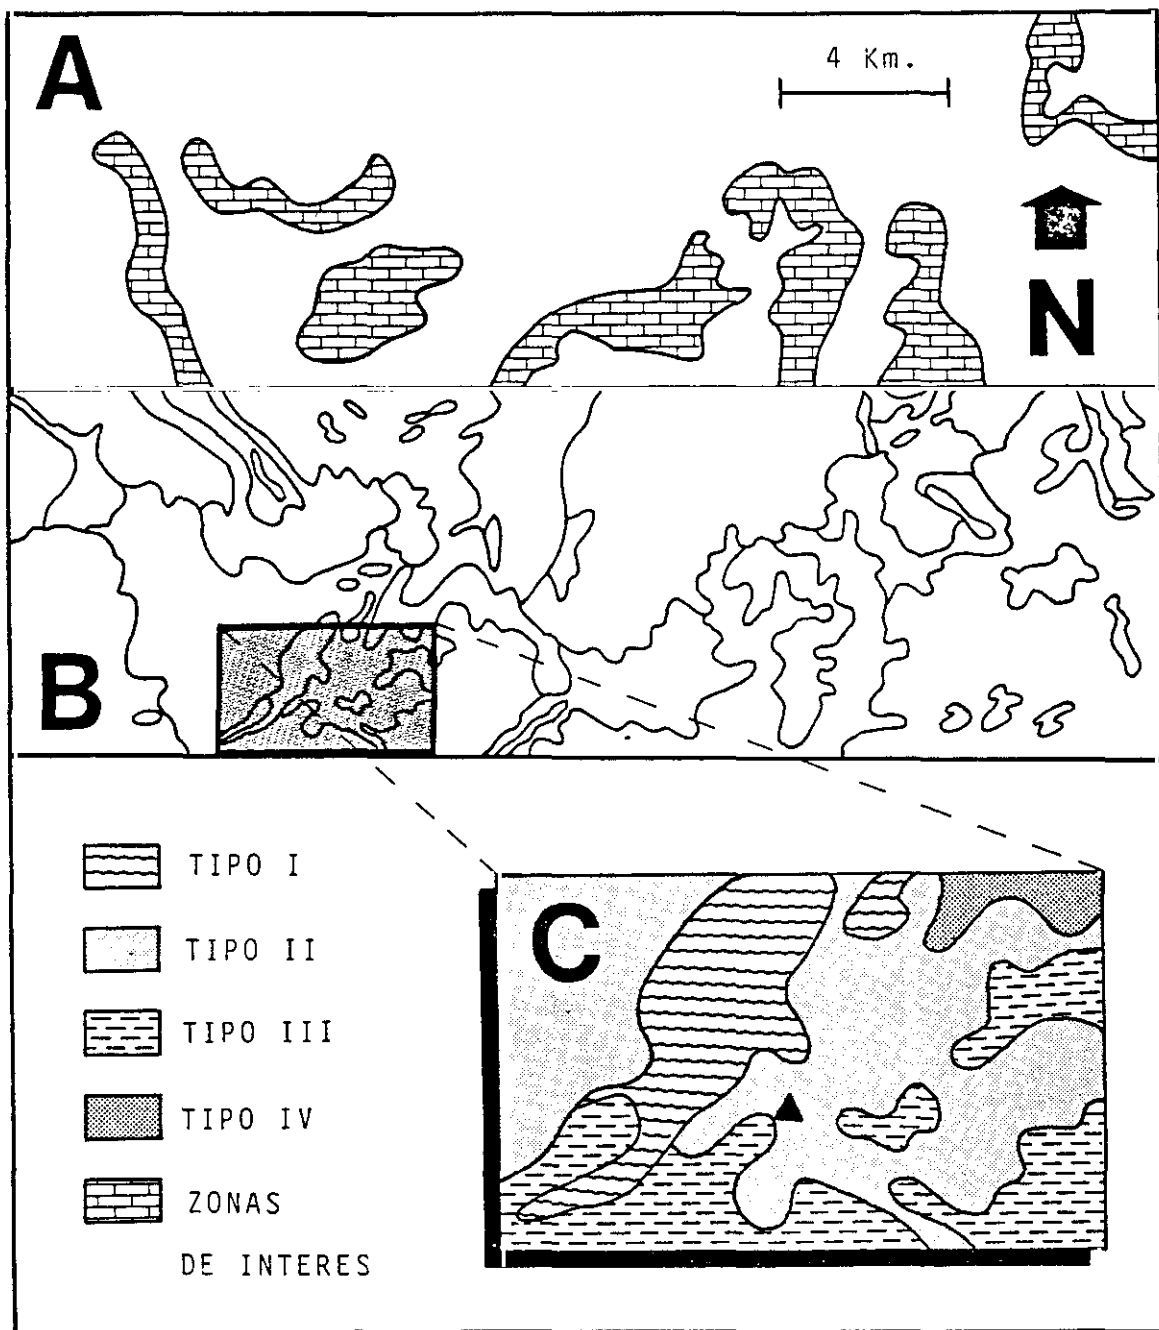 A
4 Km.
N
B
TIPO I
TIPO II
TIPO III
TIPO IV
ZONAS
DE INTERES
C